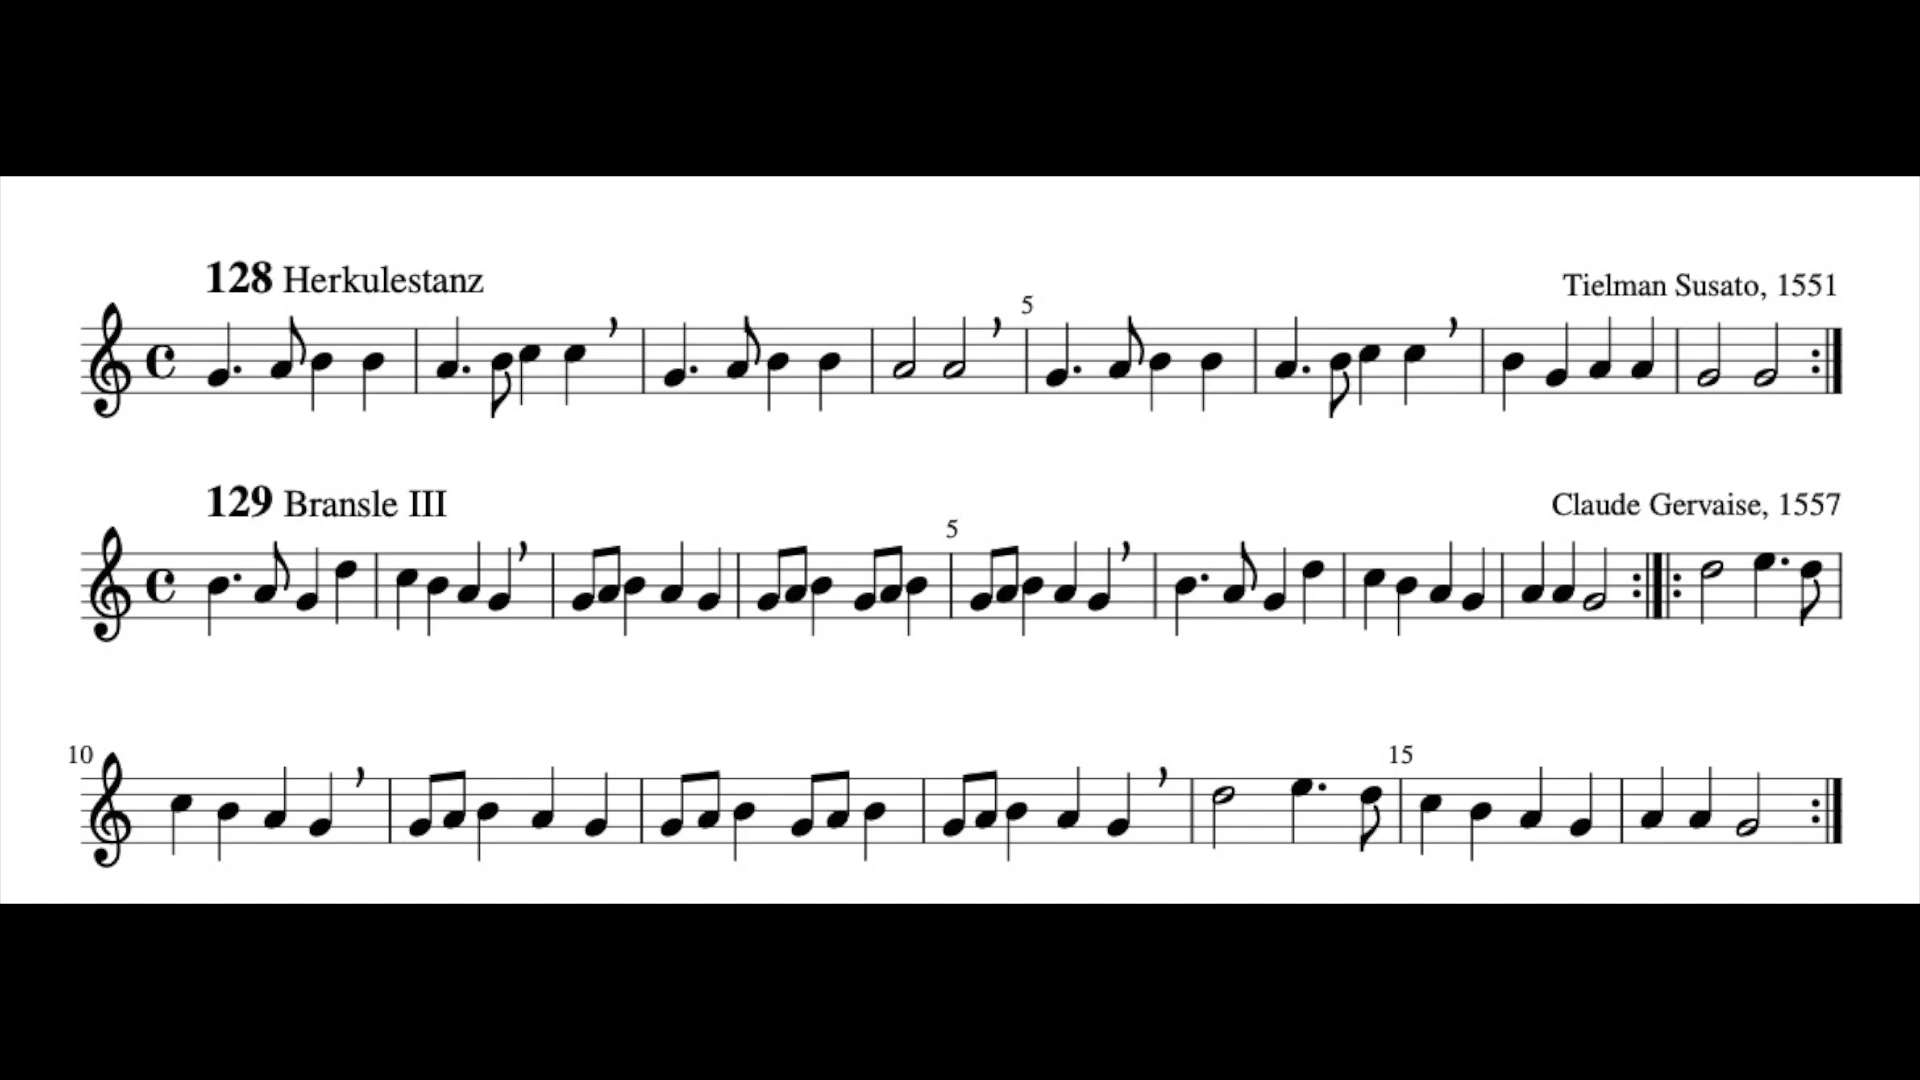 128 Herkulestanz
Tielman Susato, 1551
5
129 Bransle III
Claude Gervaise, 1557
5
10
15